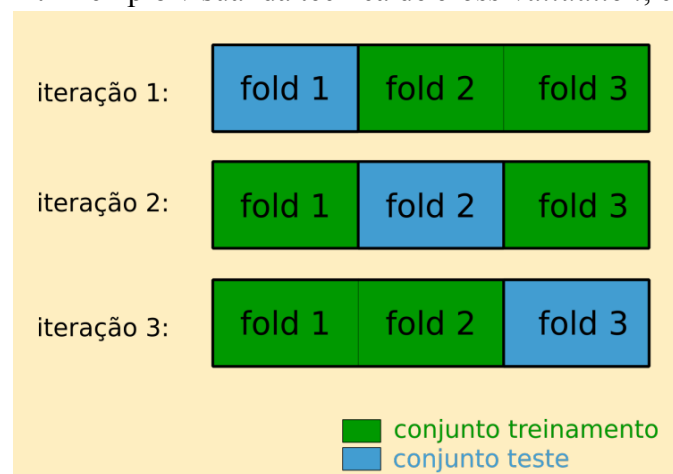 iteração 1: fold 1 fold 2 fold 3
iteração 2: fold 1 fold 2 fold 3
iteração 3: fold 1 fold 2 fold 3
conjunto treinamento
conjunto teste